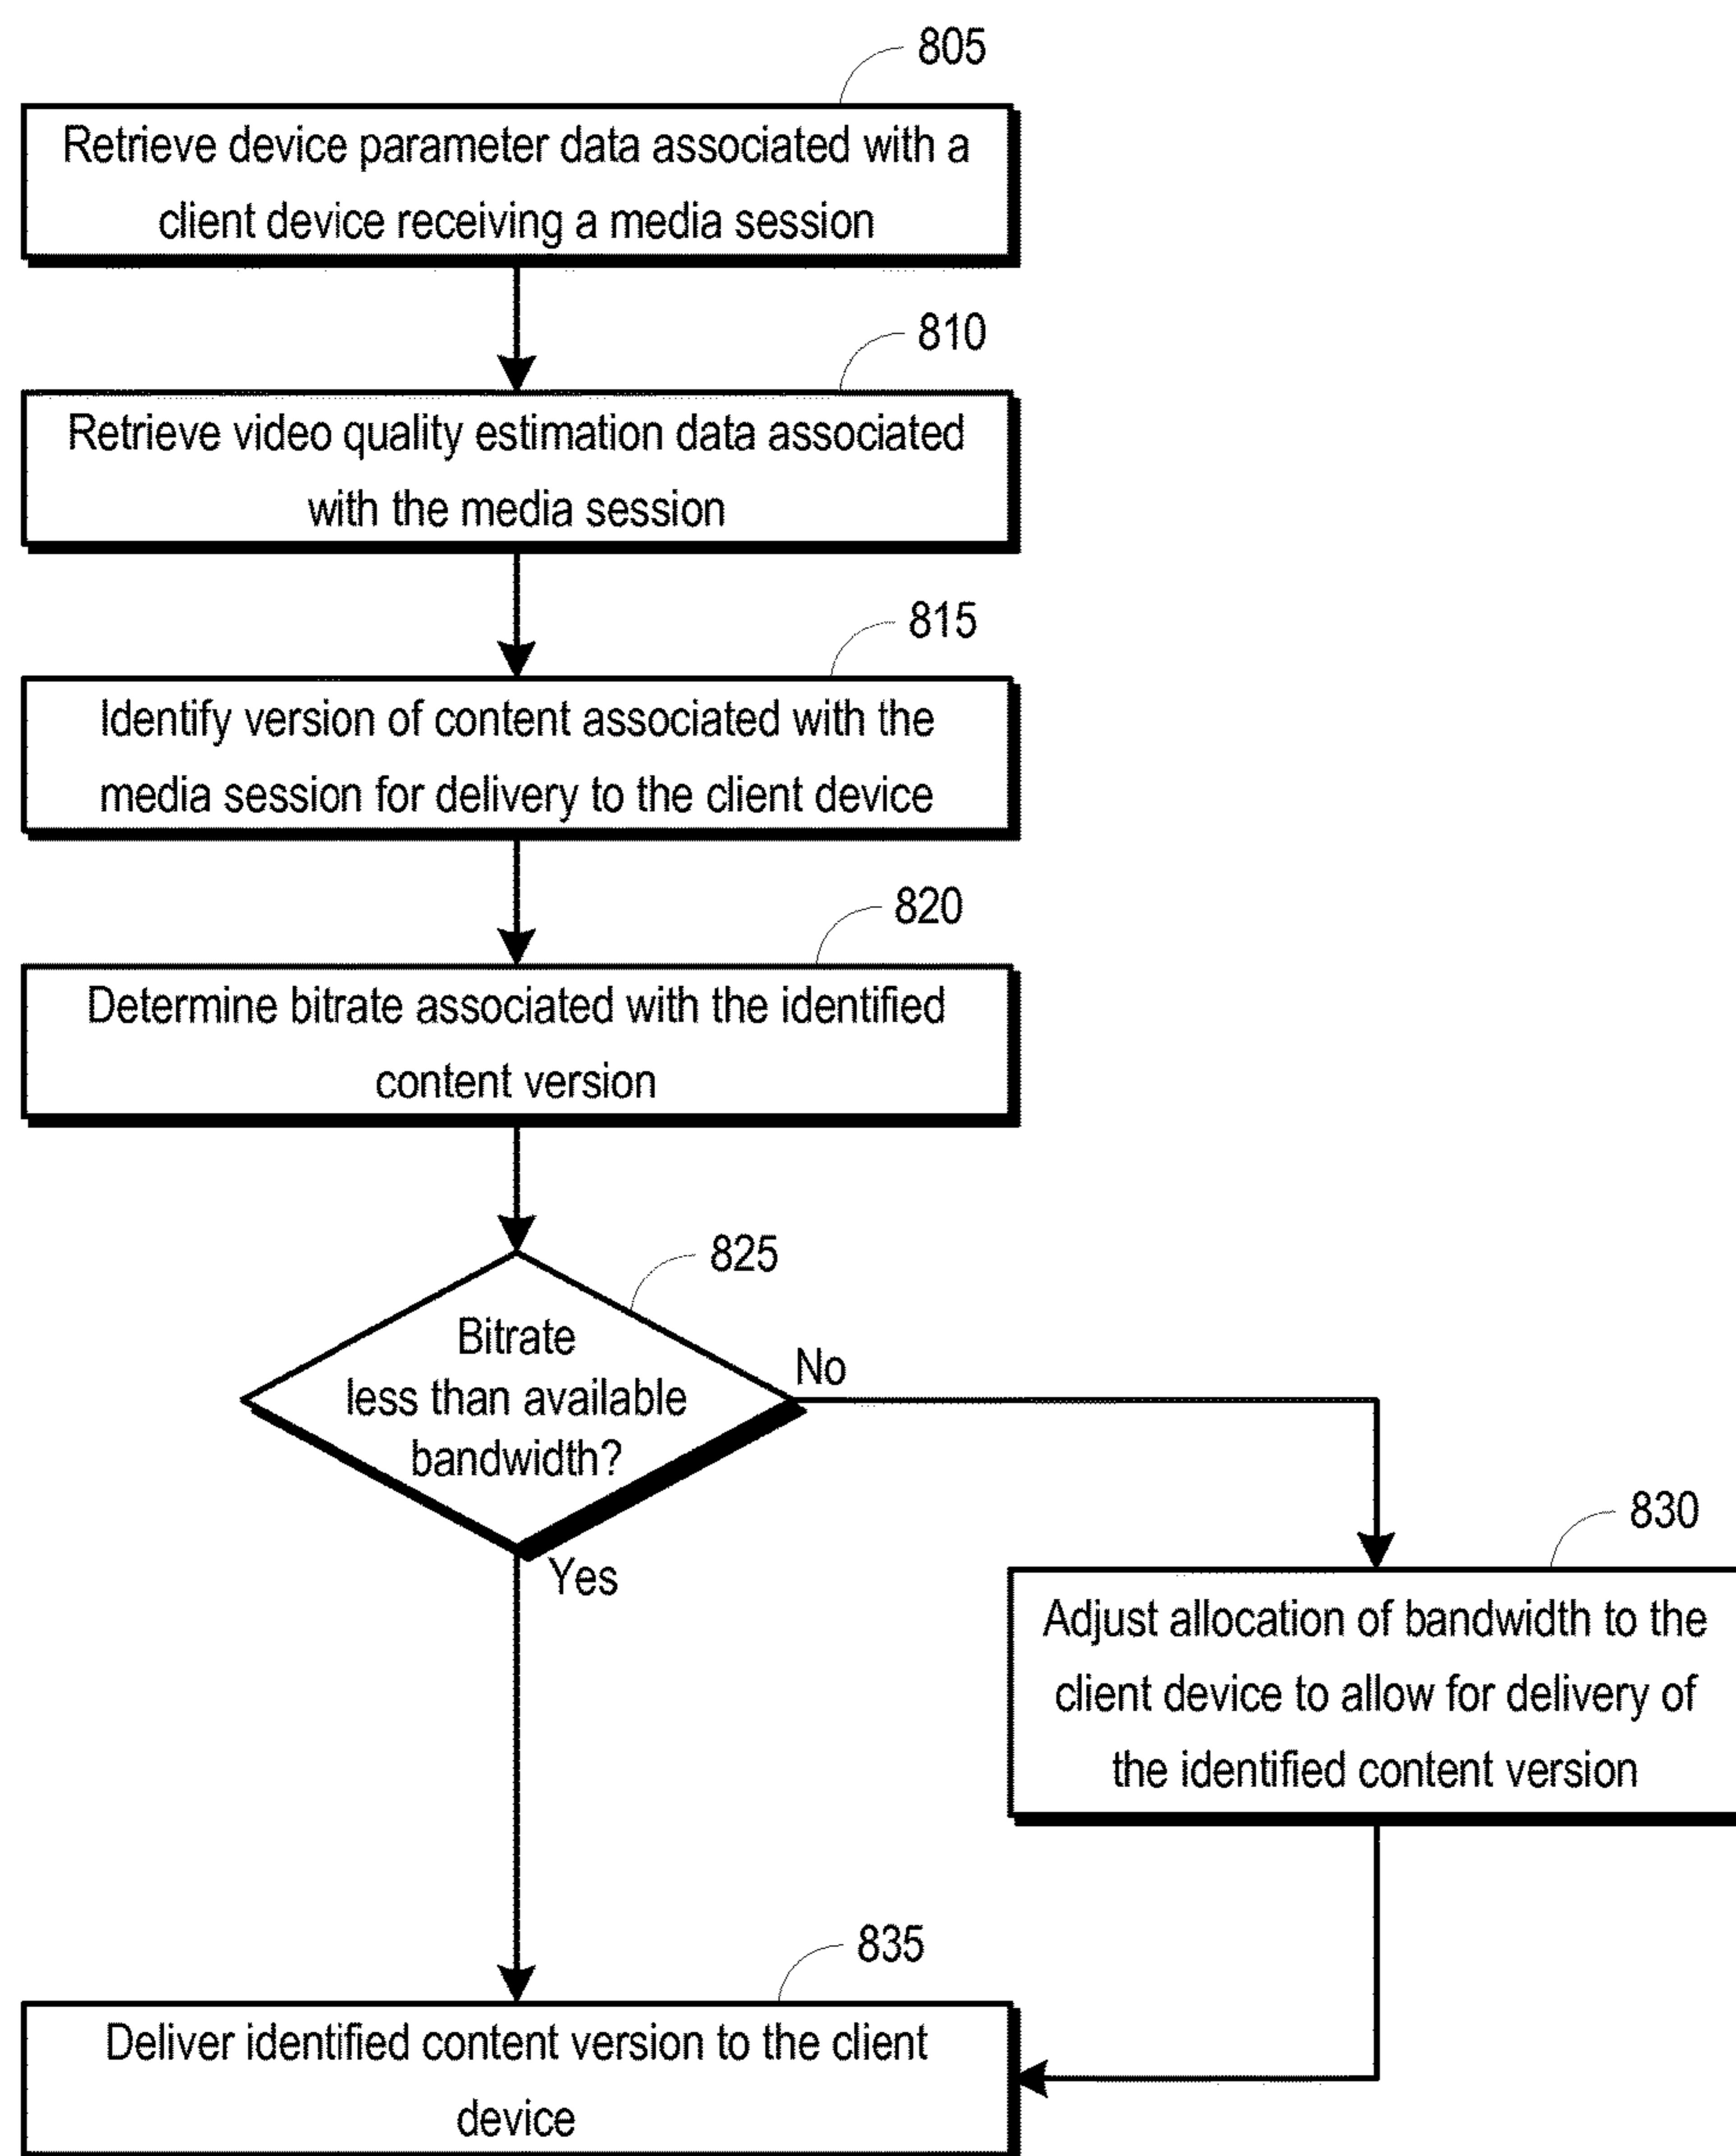 805
Retrieve device parameter data associated with a
client device receiving a media session
810
Retrieve video quality estimation data associated
with the media session
815
Identify version of content associated with the
media session for delivery to the client device
820
Determine bitrate associated with the identified
content version
825
Bitrate
less than available
bandwidth?
No
Yes
830
Adjust allocation of bandwidth to the
client device to allow for delivery of
the identified content version
835
Deliver identified content version to the client
device